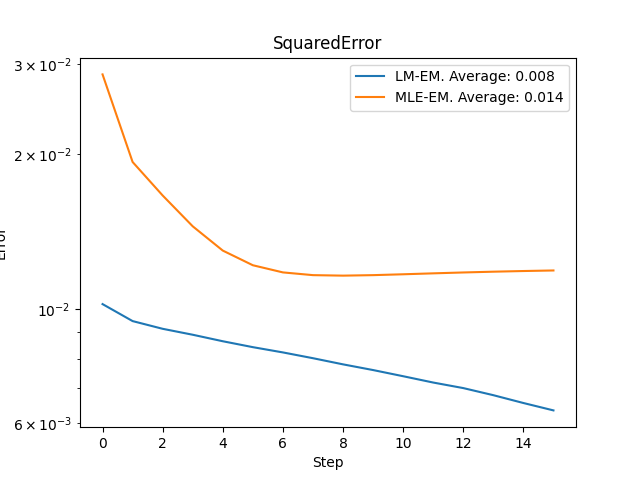 SquaredError
3 × 10⁻²
LM-EM. Average: 0.008
MLE-EM. Average: 0.014
2 × 10⁻²
Error
10⁻²
6 × 10⁻³
0 2 4 6 8 10 12 14
Step